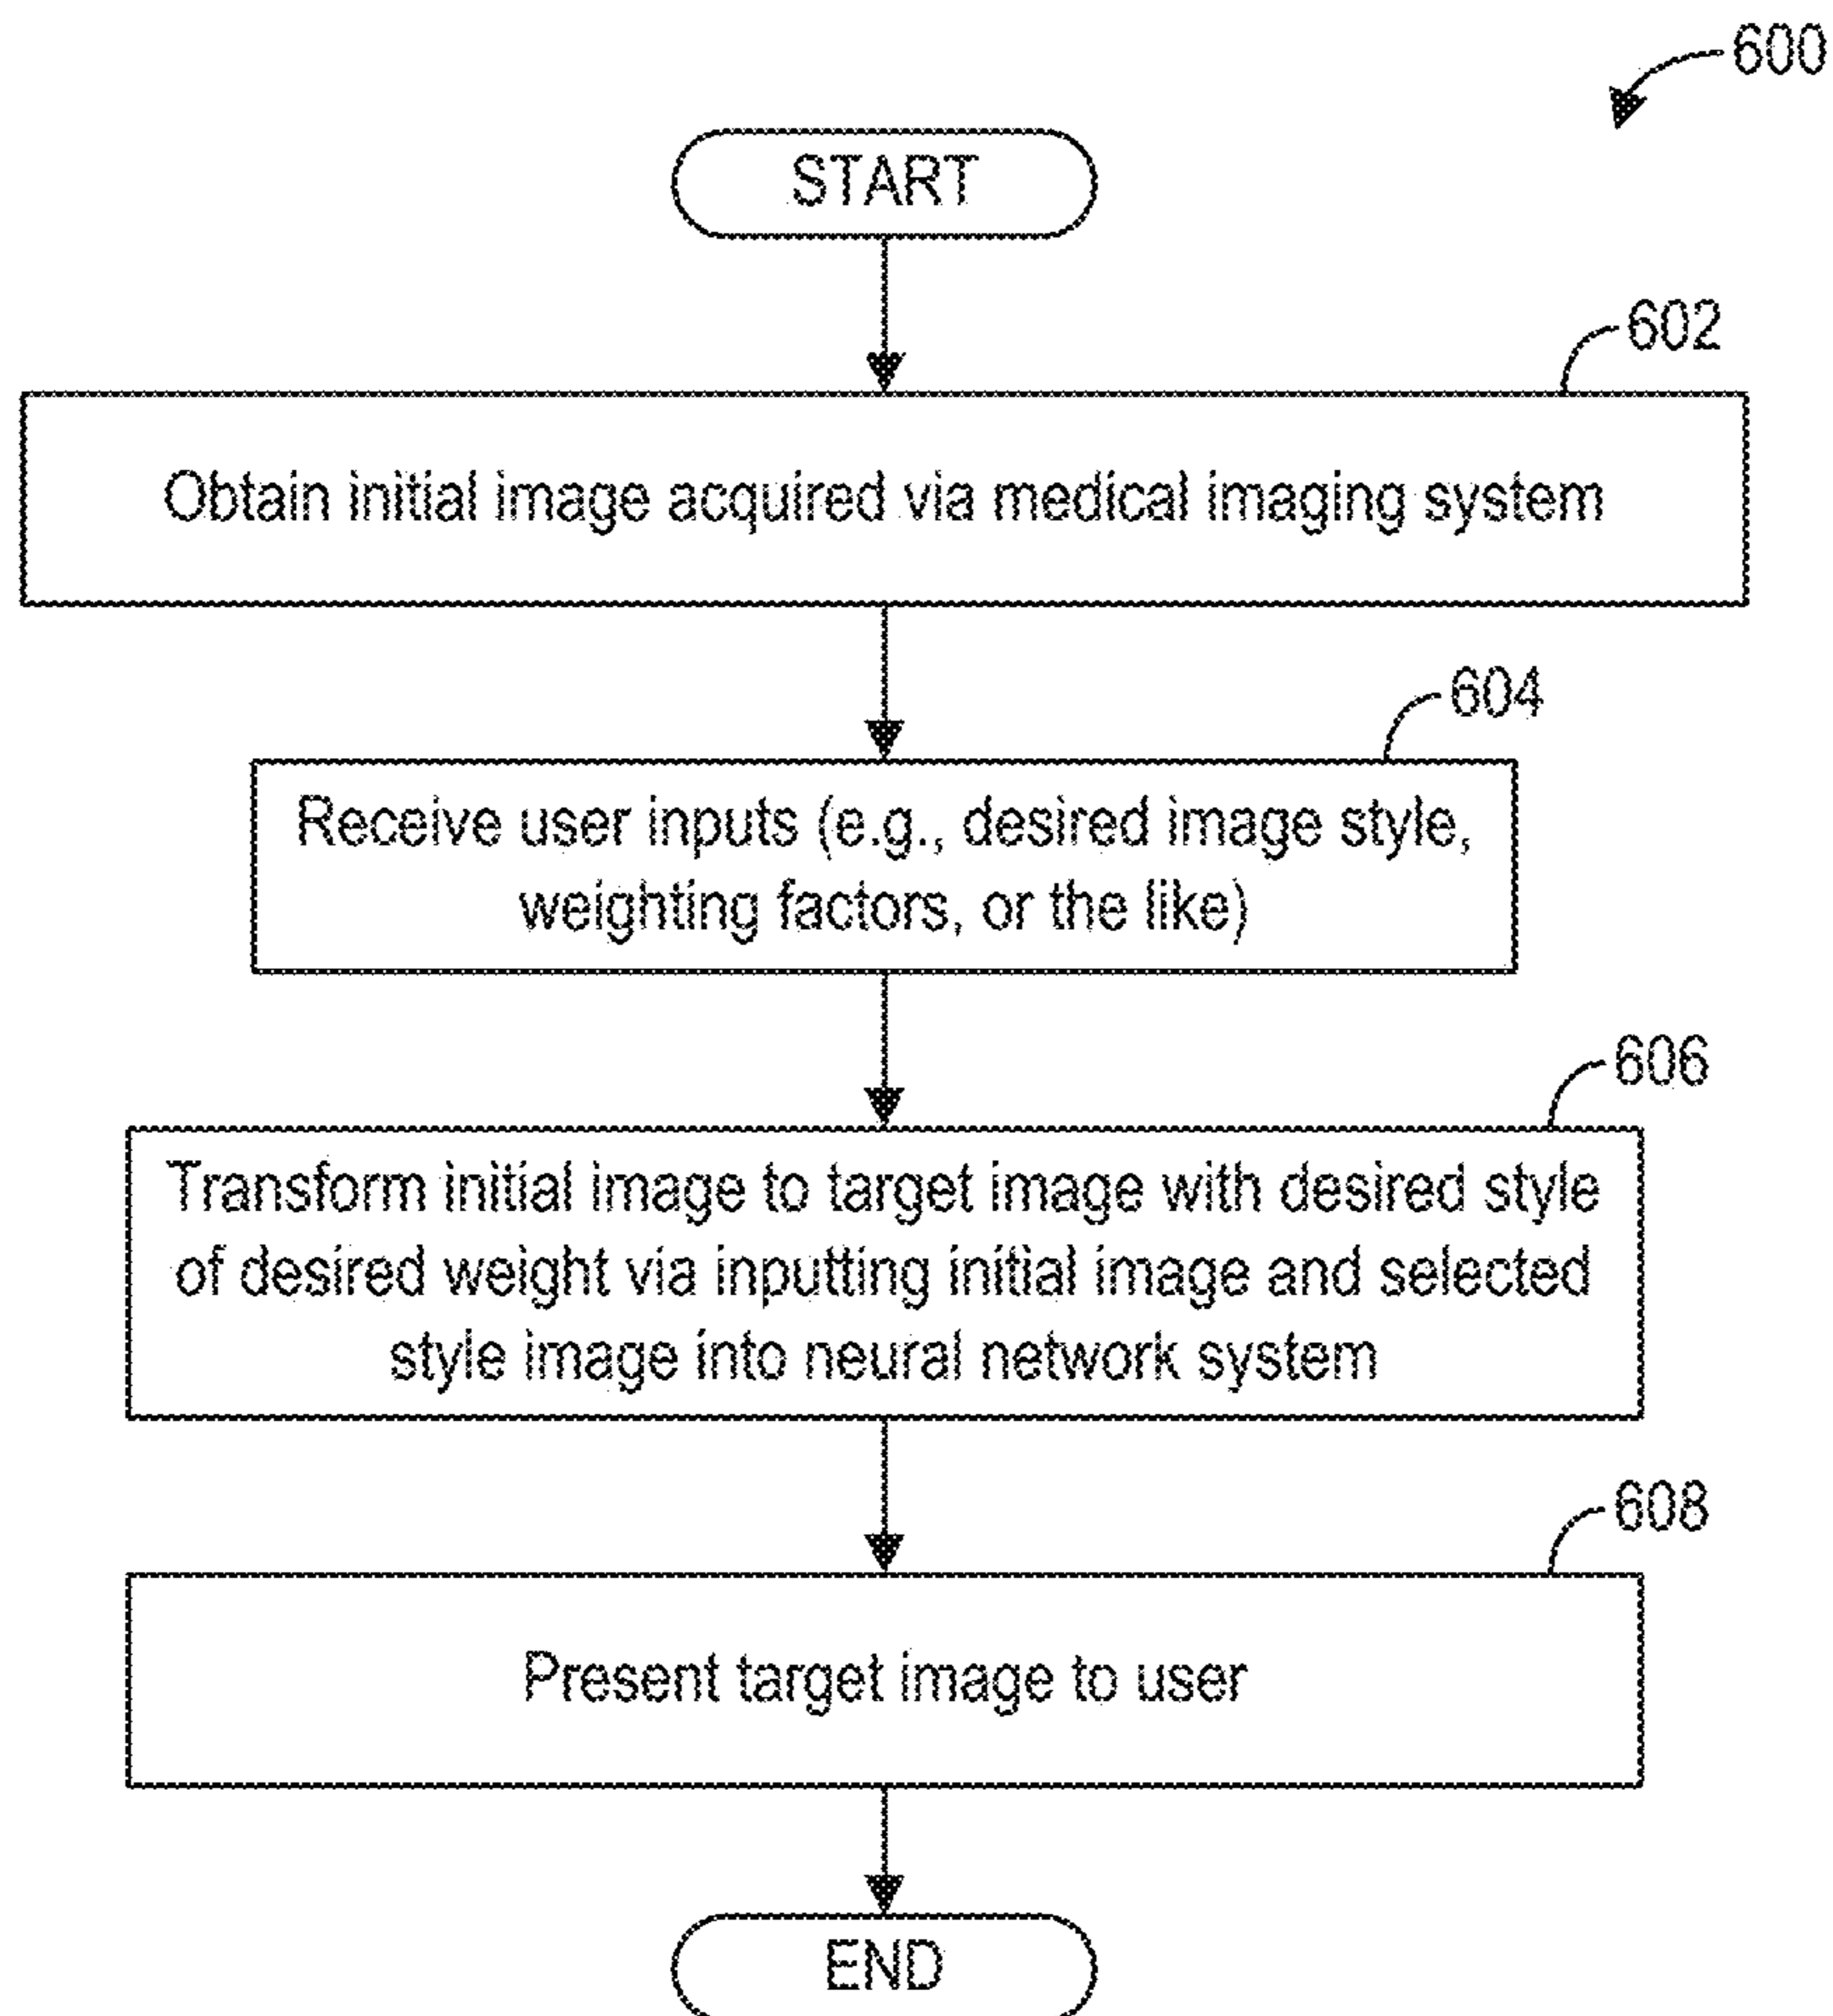 600
START
602
Obtain initial image acquired via medical imaging system
604
Receive user inputs (e.g., desired image style,
weighting factors, or the like)
606
Transform initial image to target image with desired style
of desired weight via inputting initial image and selected
style image into neural network system
608
Present target image to user
END